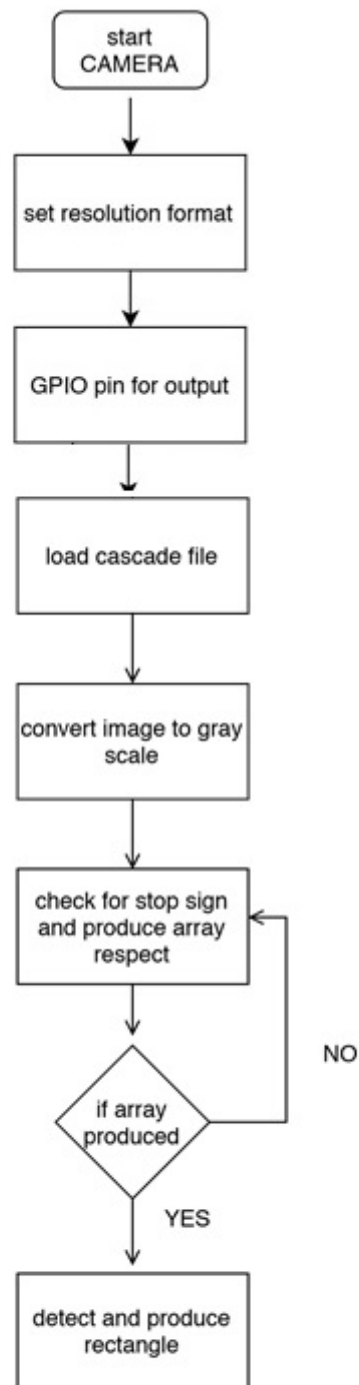 start
CAMERA
set resolution format
GPIO pin for output
load cascade file
convert image to gray
scale
check for stop sign
and produce array
respect
NO
if array
produced
YES
detect and produce
rectangle